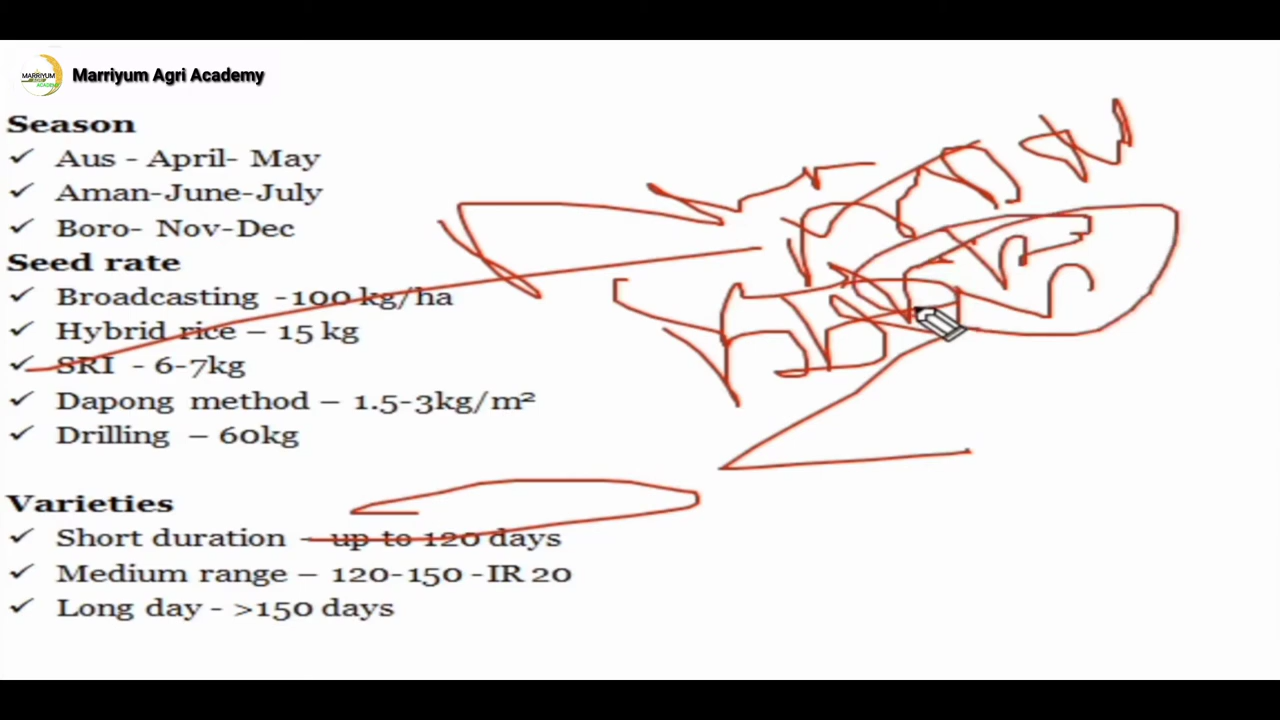 MARRIYUM
ACADEMY
Marriyum Agri Academy
Season
✓ Aus - April- May
✓ Aman-June-July
✓ Boro- Nov-Dec
Seed rate
✓ Broadcasting -100 kg/ha
✓ Hybrid rice – 15 kg
✓ SRI - 6-7kg
✓ Dapong method – 1.5-3kg/m²
✓ Drilling – 60kg
Varieties
✓ Short duration – up to 120 days
✓ Medium range – 120-150 -IR 20
✓ Long day - >150 days